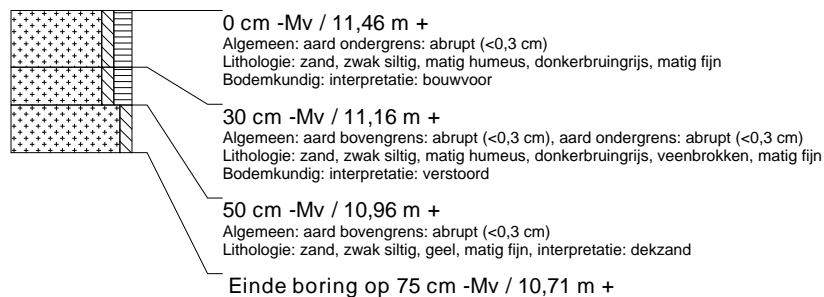 0 cm -Mv / 11,46 m +
Algemeen: aard ondergrens: abrupt (<0,3 cm)
Lithologie: zand, zwak siltig, matig humeus, donkerbruingrijs, matig fijn
Bodemkundig: interpretatie: bouwvoor
30 cm -Mv / 11,16 m +
Algemeen: aard bovengrens: abrupt (<0,3 cm), aard ondergrens: abrupt (<0,3 cm)
Lithologie: zand, zwak siltig, matig humeus, donkerbruingrijs, veenbrokken, matig fijn
Bodemkundig: interpretatie: verstoord
50 cm -Mv / 10,96 m +
Algemeen: aard bovengrens: abrupt (<0,3 cm)
Lithologie: zand, zwak siltig, geel, matig fijn, interpretatie: dekzand
Einde boring op 75 cm -Mv / 10,71 m +